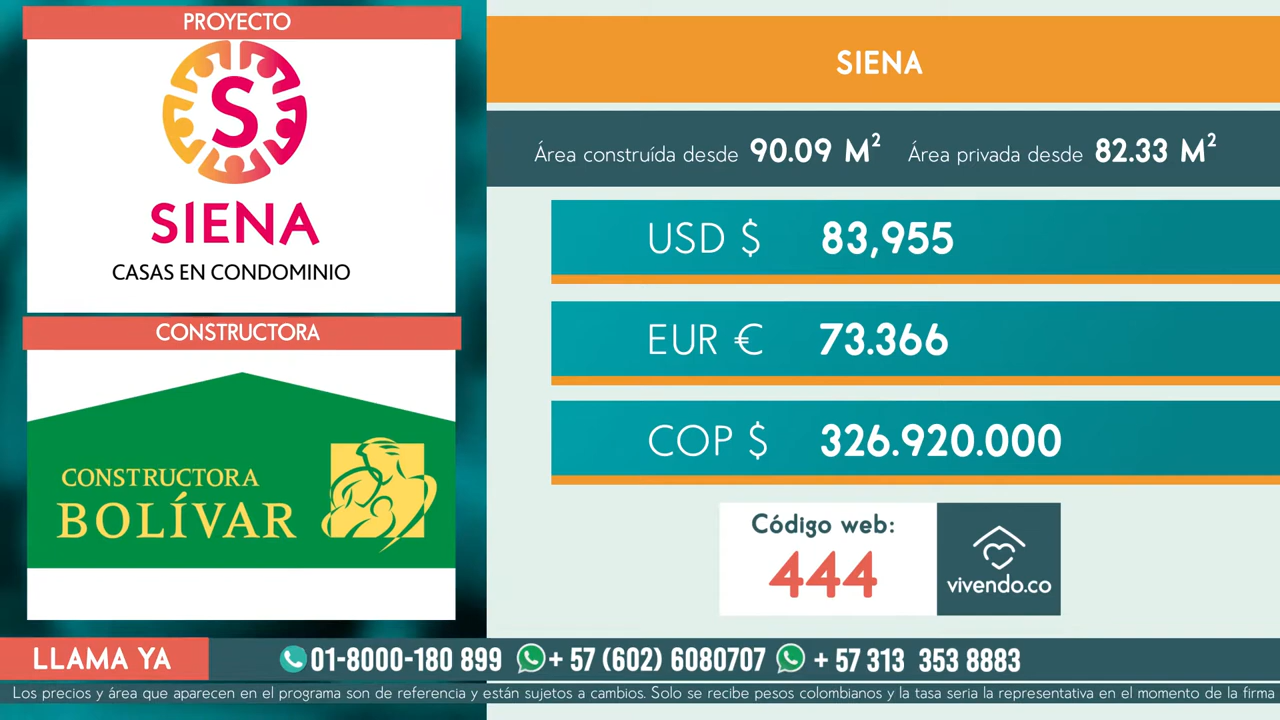 PROYECTO
S
SIENA
CASAS EN CONDOMINIO
CONSTRUCTORA
CONSTRUCTORA
BOLÍVAR
SIENA
Área construída desde 90.09 M² Área privada desde 82.33 M²
USD $ 83,955
EUR € 73.366
COP $ 326.920.000
Código web:
444
vivendo.co
LLAMA YA 01-8000-180 899 + 57 (602) 6080707 + 57 313 353 8883
Los precios y área que aparecen en el programa son de referencia y están sujetos a cambios. Solo se recibe pesos colombianos y la tasa seria la representativa en el momento de la firma